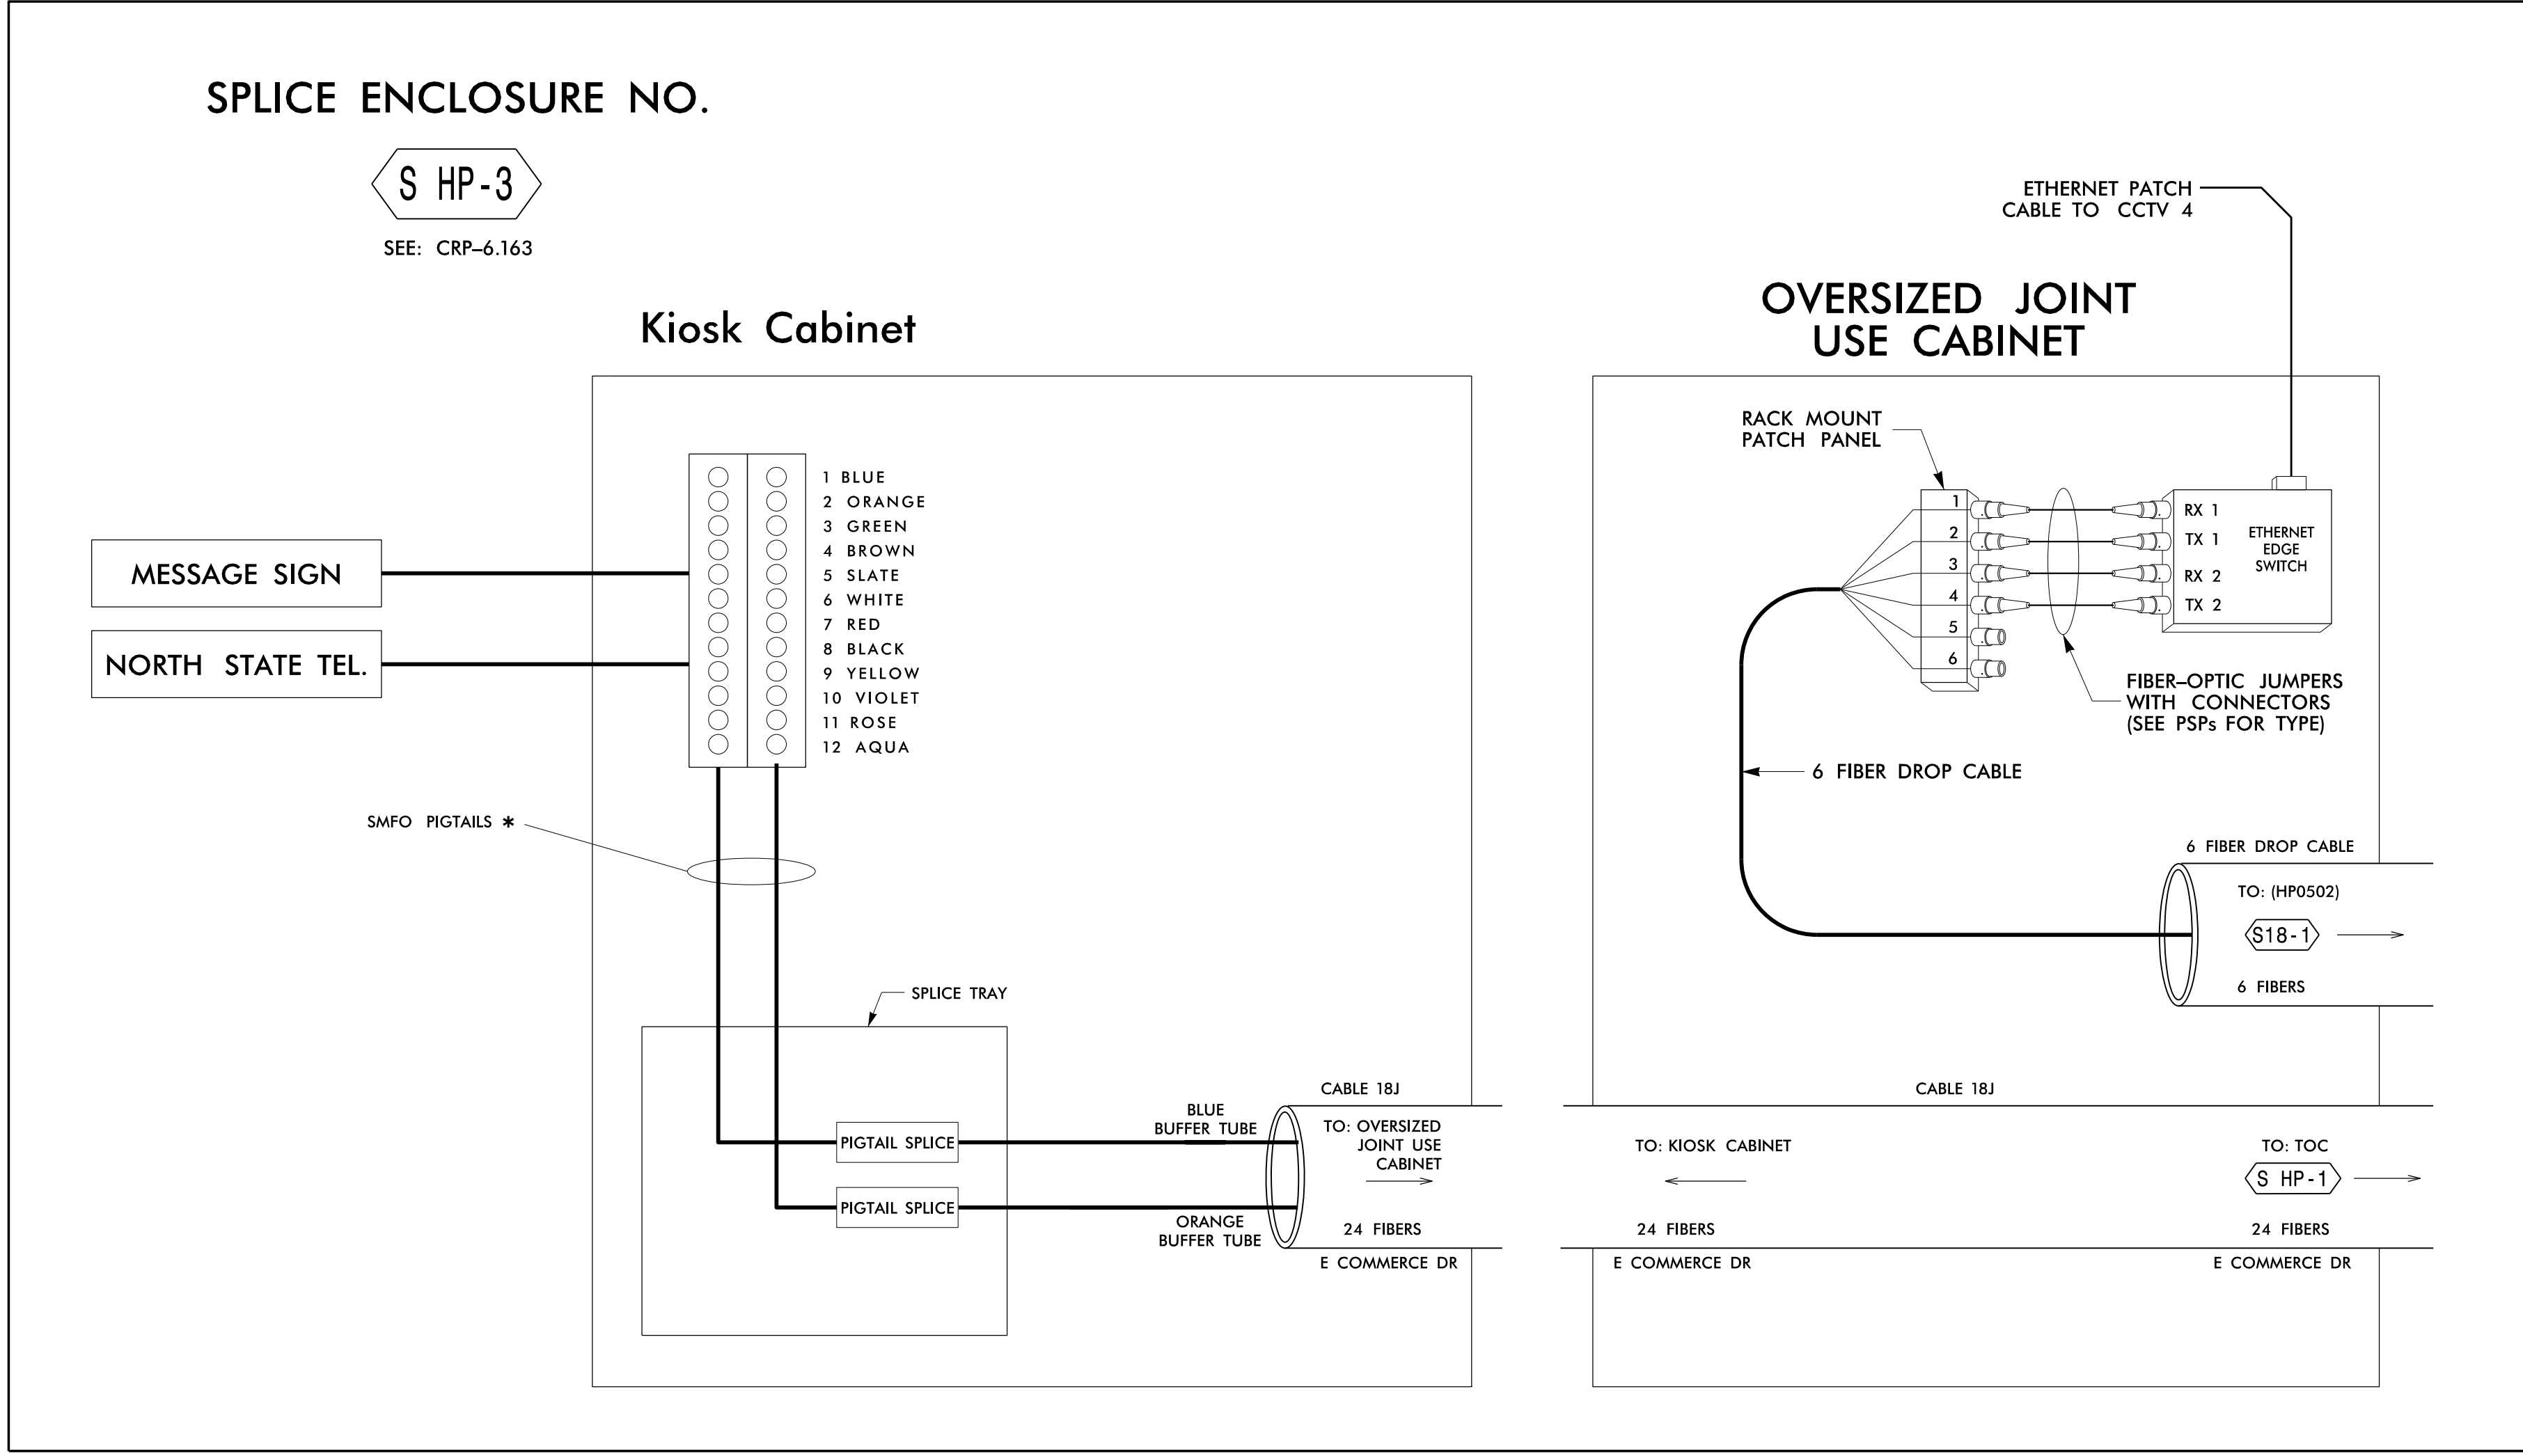 SPLICE ENCLOSURE NO.
S HP-3
SEE: CRP–6.163
ETHERNET PATCH
CABLE TO CCTV 4
Kiosk Cabinet
OVERSIZED JOINT
USE CABINET
MESSAGE SIGN
NORTH STATE TEL.
1 BLUE
2 ORANGE
3 GREEN
4 BROWN
5 SLATE
6 WHITE
7 RED
8 BLACK
9 YELLOW
10 VIOLET
11 ROSE
12 AQUA
SMFO PIGTAILS *
SPLICE TRAY
PIGTAIL SPLICE
PIGTAIL SPLICE
BLUE
BUFFER TUBE
ORANGE
BUFFER TUBE
CABLE 18J
TO: OVERSIZED
JOINT USE
CABINET
24 FIBERS
E COMMERCE DR
RACK MOUNT
PATCH PANEL
1
2
3
4
5
6
RX 1
TX 1
RX 2
TX 2
ETHERNET
EDGE
SWITCH
FIBER–OPTIC JUMPERS
WITH CONNECTORS
(SEE PSPs FOR TYPE)
6 FIBER DROP CABLE
6 FIBER DROP CABLE
TO: (HP0502)
S18-1
6 FIBERS
CABLE 18J
TO: KIOSK CABINET
24 FIBERS
E COMMERCE DR
TO: TOC
S HP-1
24 FIBERS
E COMMERCE DR